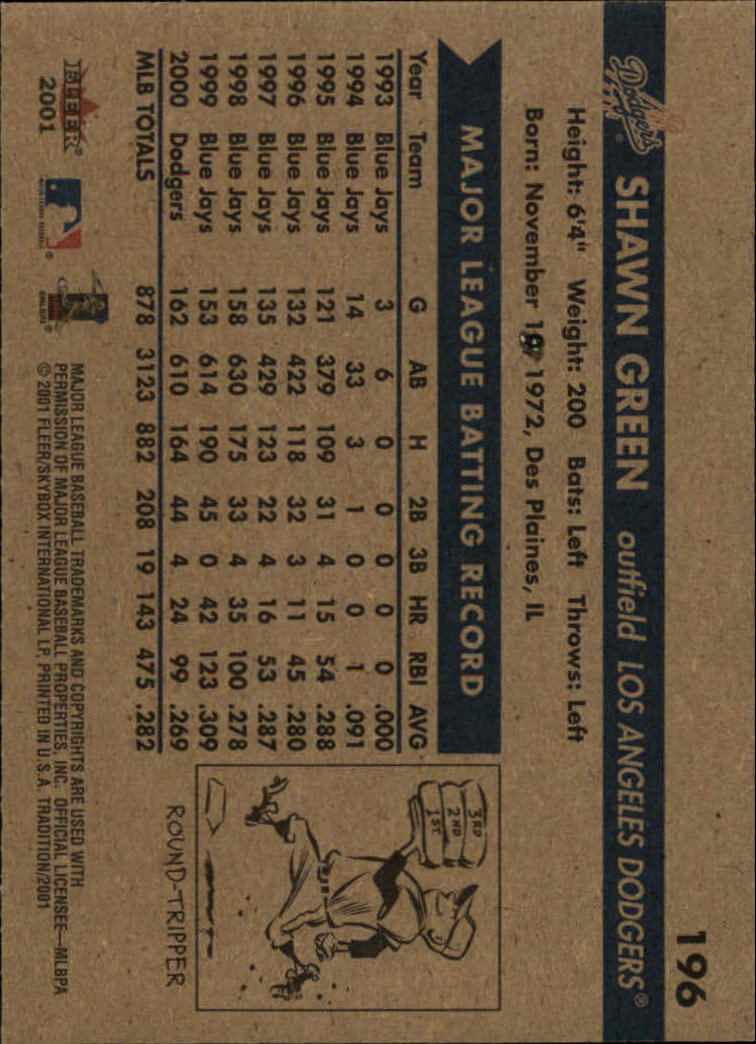 196
Dodgers® SHAWN GREEN outfield LOS ANGELES DODGERS®
Height: 6'4" Weight: 200 Bats: Left Throws: Left
Born: November 1972, Des Plaines, IL
MAJOR LEAGUE BATTING RECORD
Year Team G AB H 2B 3B HR RBI AVG
1993 Blue Jays 3 6 0 0 0 0 0 .000
1994 Blue Jays 14 33 3 1 0 0 1 .091
1995 Blue Jays 121 379 109 31 4 15 54 .288
1996 Blue Jays 132 422 118 32 3 11 45 .280
1997 Blue Jays 135 429 123 22 4 16 53 .287
1998 Blue Jays 158 630 175 33 4 35 100 .278
1999 Blue Jays 153 614 190 45 0 42 123 .309
2000 Dodgers 162 610 164 44 4 24 99 .269
MLB TOTALS 878 3123 882 208 19 143 475 .282
3RD
2ND
1ST
ROUND-TRIPPER
FLEER®
2001
MAJOR LEAGUE BASEBALL TRADEMARKS AND COPYRIGHTS ARE USED WITH
PERMISSION OF MAJOR LEAGUE BASEBALL PROPERTIES, INC. OFFICIAL LICENSEE—MLBPA
© 2001 FLEER/SKYBOX INTERNATIONAL LP, PRINTED IN U.S.A. TRADITION/2001